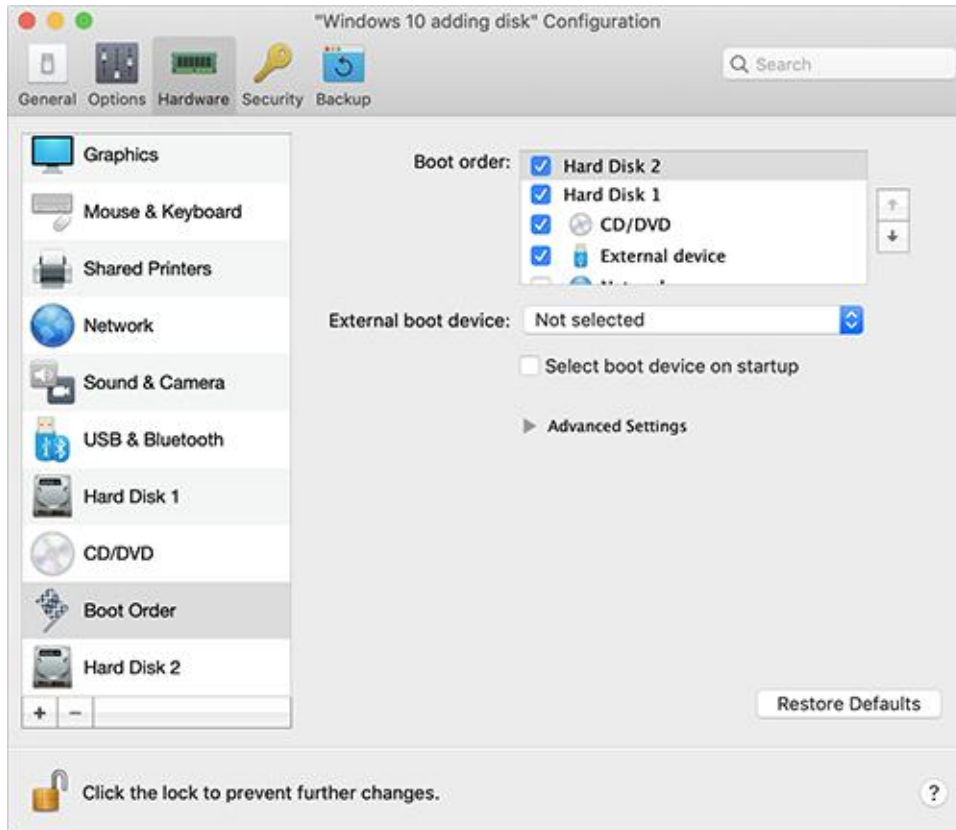 "Windows 10 adding disk" Configuration
General Options Hardware Security Backup
Search
Graphics
Mouse & Keyboard
Shared Printers
Network
Sound & Camera
USB & Bluetooth
Hard Disk 1
CD/DVD
Boot Order
Hard Disk 2
+ −
Boot order:
Hard Disk 2
Hard Disk 1
CD/DVD
External device
External boot device: Not selected
Select boot device on startup
Advanced Settings
Restore Defaults
Click the lock to prevent further changes.
?